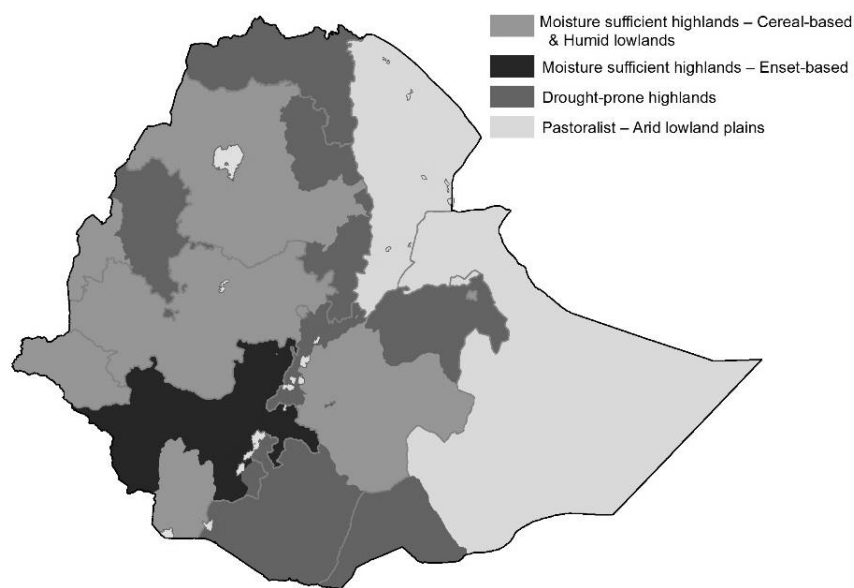 Moisture sufficient highlands – Cereal-based
& Humid lowlands
Moisture sufficient highlands – Enset-based
Drought-prone highlands
Pastoralist – Arid lowland plains